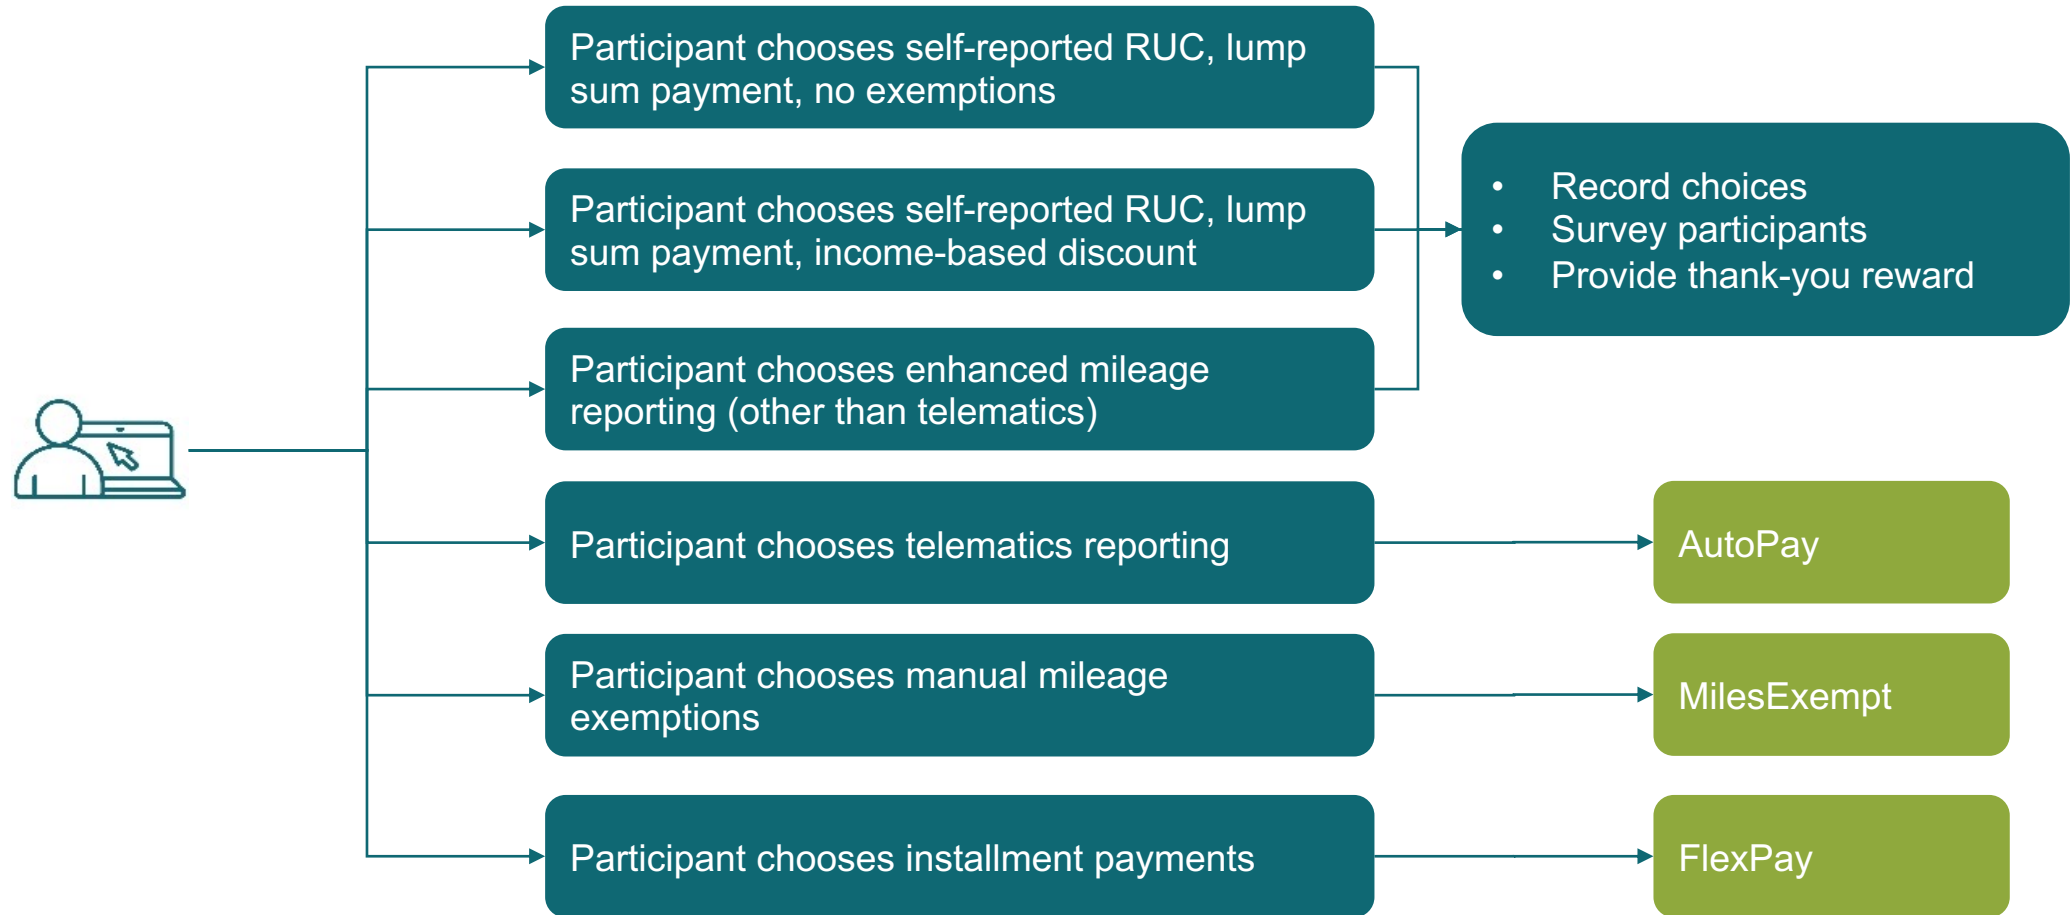 Participant chooses self-reported RUC, lump
sum payment, no exemptions
Participant chooses self-reported RUC, lump
sum payment, income-based discount
Participant chooses enhanced mileage
reporting (other than telematics)
• Record choices
• Survey participants
• Provide thank-you reward
Participant chooses telematics reporting
AutoPay
Participant chooses manual mileage
exemptions
MilesExempt
Participant chooses installment payments
FlexPay